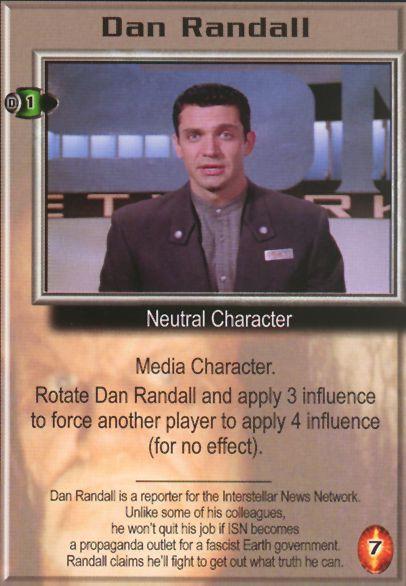 Dan Randall
D 1
ETWORK
Neutral Character
Media Character.
Rotate Dan Randall and apply 3 influence
to force another player to apply 4 influence
(for no effect).
Dan Randall is a reporter for the Interstellar News Network.
Unlike some of his colleagues,
he won't quit his job if ISN becomes
a propaganda outlet for a fascist Earth government.
Randall claims he'll fight to get out what truth he can.
7